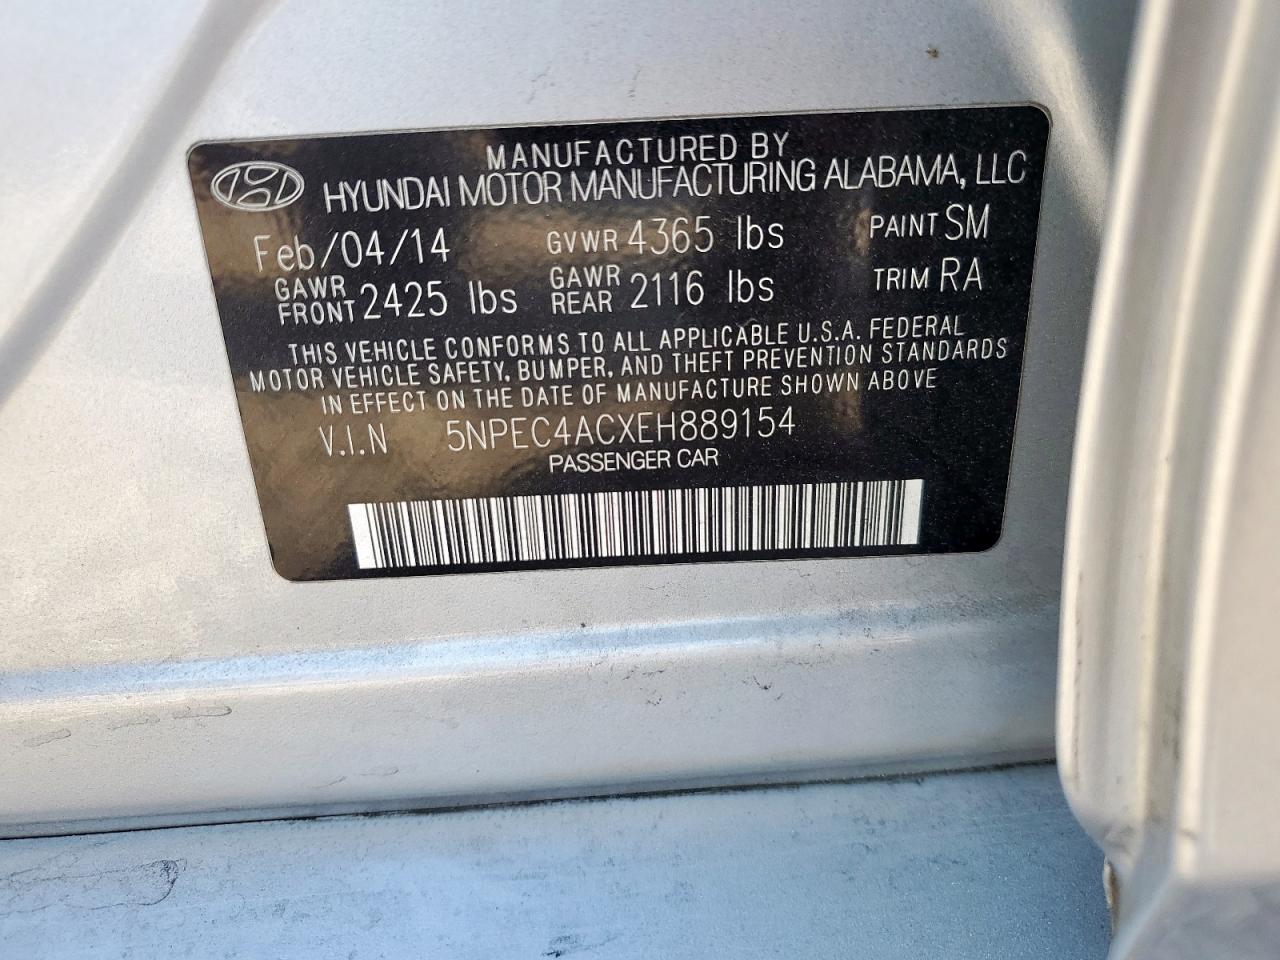 MANUFACTURED BY
HYUNDAI MOTOR MANUFACTURING ALABAMA, LLC
Feb/04/14 GVWR 4365 lbs PAINT SM
GAWR FRONT 2425 lbs GAWR REAR 2116 lbs TRIM RA
THIS VEHICLE CONFORMS TO ALL APPLICABLE U.S.A. FEDERAL
MOTOR VEHICLE SAFETY, BUMPER, AND THEFT PREVENTION STANDARDS
IN EFFECT ON THE DATE OF MANUFACTURE SHOWN ABOVE
V.I.N 5NPEC4ACXEH889154
PASSENGER CAR